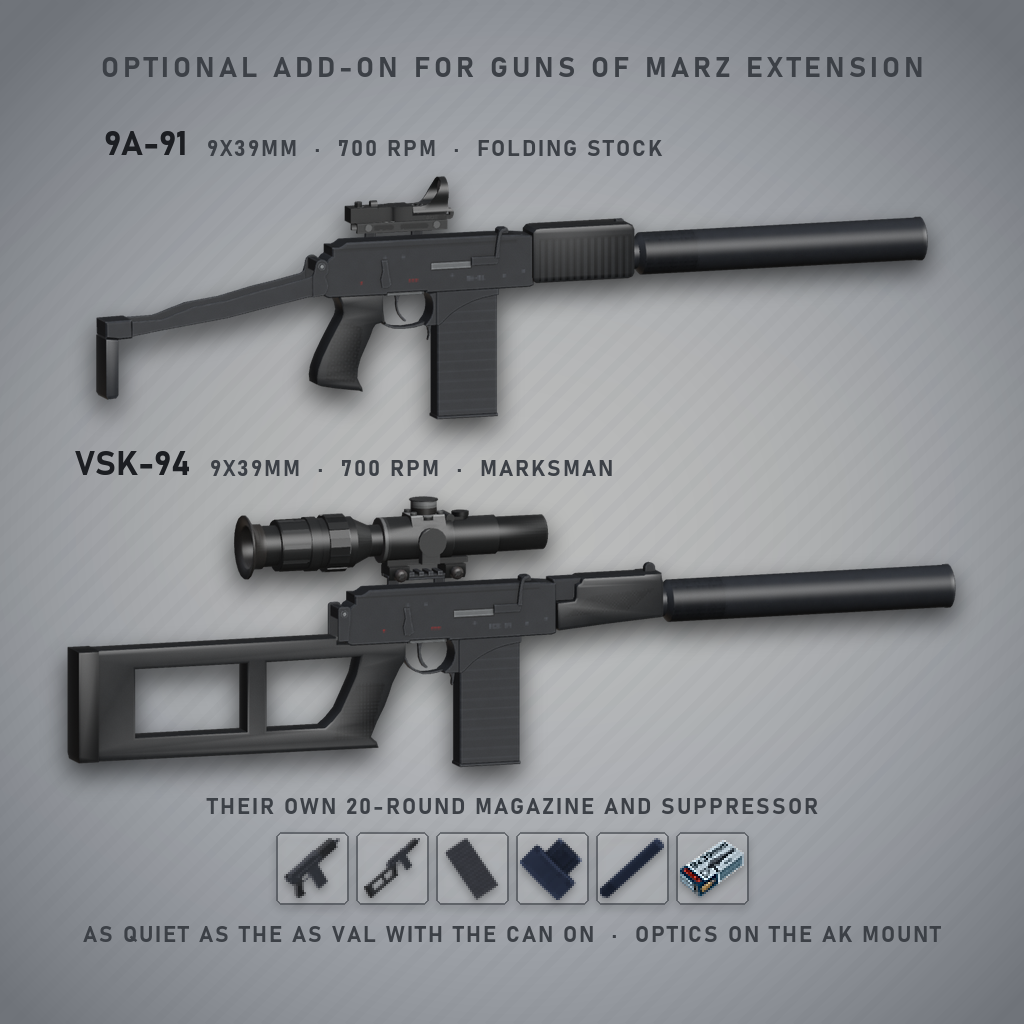 OPTIONAL ADD-ON FOR GUNS OF MARZ EXTENSION
9A-91 9X39MM · 700 RPM · FOLDING STOCK
VSK-94 9X39MM · 700 RPM · MARKSMAN
THEIR OWN 20-ROUND MAGAZINE AND SUPPRESSOR
AS QUIET AS THE AS VAL WITH THE CAN ON · OPTICS ON THE AK MOUNT